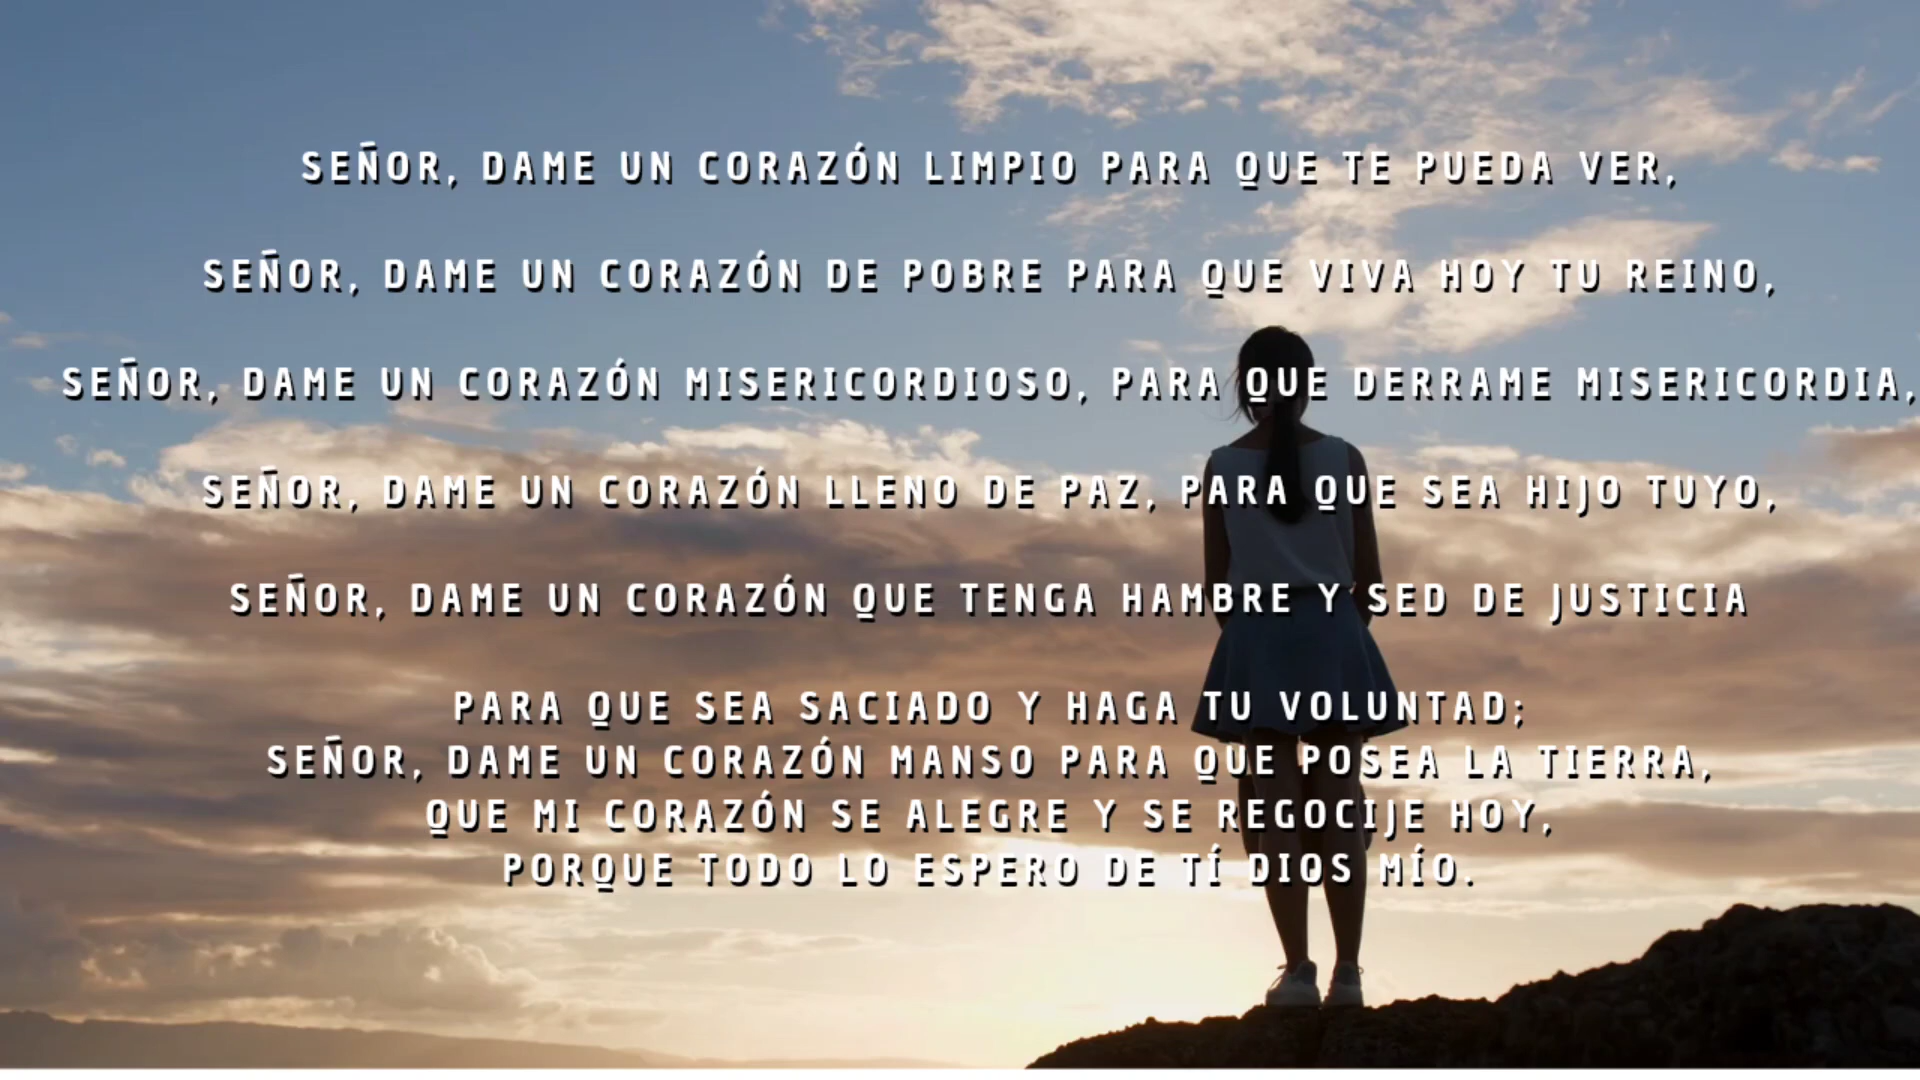 SEÑOR, DAME UN CORAZÓN LIMPIO PARA QUE TE PUEDA VER,
SEÑOR, DAME UN CORAZÓN DE POBRE PARA QUE VIVA HOY TU REINO,
SEÑOR, DAME UN CORAZÓN MISERICORDIOSO, PARA QUE DERRAME MISERICORDIA,
SEÑOR, DAME UN CORAZÓN LLENO DE PAZ, PARA QUE SEA HIJO TUYO,
SEÑOR, DAME UN CORAZÓN QUE TENGA HAMBRE Y SED DE JUSTICIA
PARA QUE SEA SACIADO Y HAGA TU VOLUNTAD;
SEÑOR, DAME UN CORAZÓN MANSO PARA QUE POSEA LA TIERRA,
QUE MI CORAZÓN SE ALEGRE Y SE REGOCIJE HOY,
PORQUE TODO LO ESPERO DE TÍ DIOS MÍO.